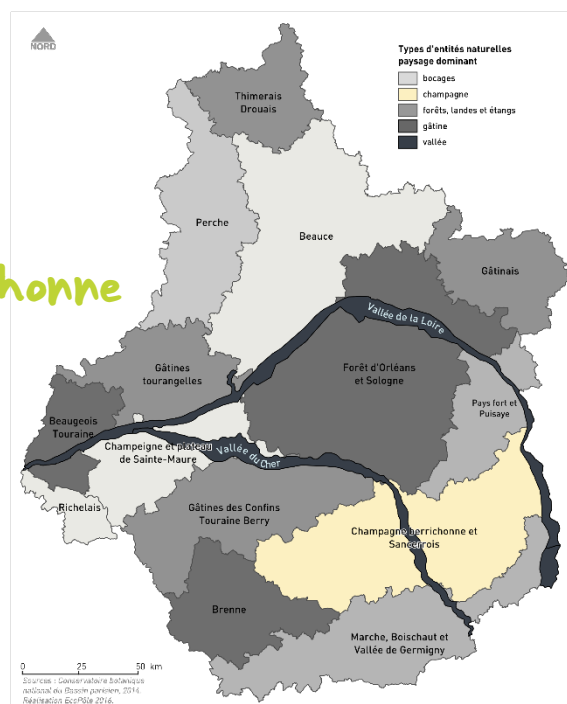 NORD
Types d'entités naturelles
paysage dominant
bocages
champagne
forêts, landes et étangs
gâtine
vallée
Thimerais
Drouais
Perche
Beauce
Gâtinais
honne
Vallée de la Loire
Gâtines
tourangelles
Forêt d'Orléans
et Sologne
Pays fort et
Puisaye
Beaugeois
Touraine
Champeigne et plateau
de Sainte-Maure
Vallée du Cher
Richelais
Gâtines des Confins
Touraine Berry
Champagne berrichonne et
Sancerrois
Brenne
Marche, Boischaut et
Vallée de Germigny
0 25 50 km
Sources : Conservatoire botanique
national du Bassin parisien, 2014.
Réalisation EcoPôle 2016.